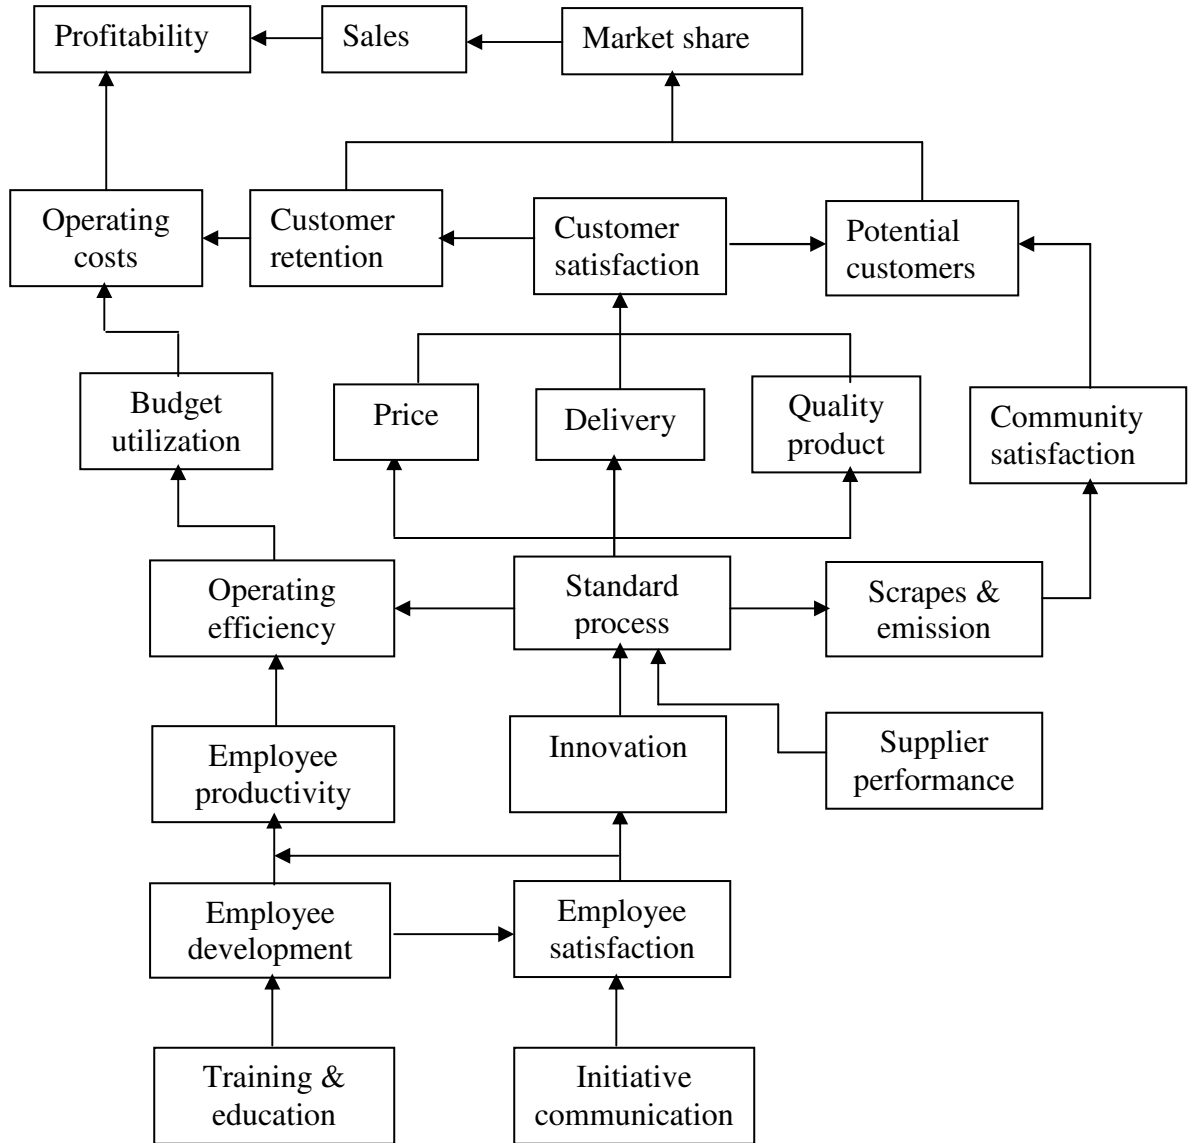 Profitability
Sales
Market share
Operating
costs
Customer
retention
Customer
satisfaction
Potential
customers
Budget
utilization
Price
Delivery
Quality
product
Community
satisfaction
Operating
efficiency
Standard
process
Scrapes &
emission
Employee
productivity
Innovation
Supplier
performance
Employee
development
Employee
satisfaction
Training &
education
Initiative
communication